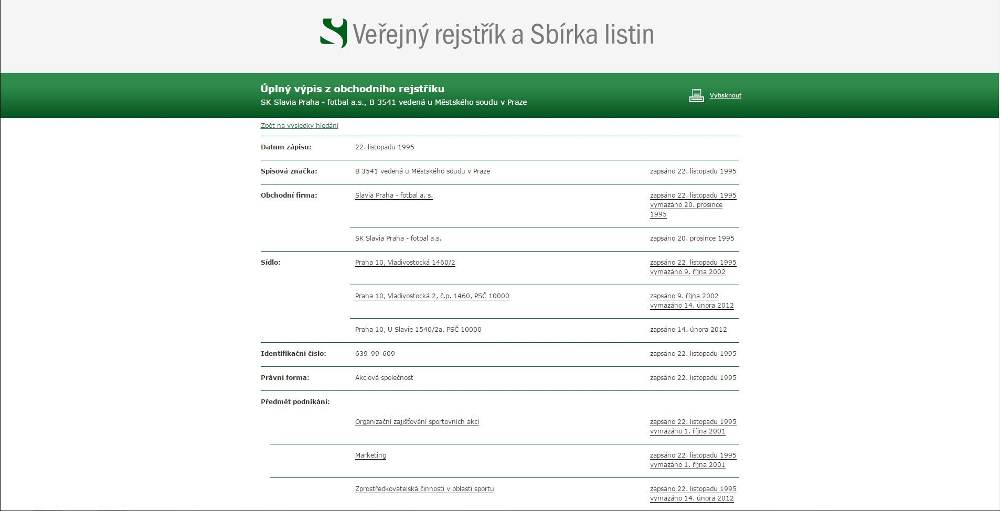 Veřejný rejstřík a Sbírka listin
Úplný výpis z obchodního rejstříku
SK Slavia Praha - fotbal a.s., B 3541 vedená u Městského soudu v Praze
Vytisknout
Zpět na výsledky hledání
Datum zápisu: 22. listopadu 1995
Spisová značka: B 3541 vedená u Městského soudu v Praze zapsáno 22. listopadu 1995
Obchodní firma: Slavia Praha - fotbal a. s. zapsáno 22. listopadu 1995
vymazáno 20. prosince
1995
SK Slavia Praha - fotbal a.s. zapsáno 20. prosince 1995
Sídlo: Praha 10, Vladivostocká 1460/2 zapsáno 22. listopadu 1995
vymazáno 9. října 2002
Praha 10, Vladivostocká 2, č.p. 1460, PSČ 10000 zapsáno 9. října 2002
vymazáno 14. února 2012
Praha 10, U Slavie 1540/2a, PSČ 10000 zapsáno 14. února 2012
Identifikační číslo: 639 99 609 zapsáno 22. listopadu 1995
Právní forma: Akciová společnost zapsáno 22. listopadu 1995
Předmět podnikání:
Organizační zajišťování sportovních akcí zapsáno 22. listopadu 1995
vymazáno 1. října 2001
Marketing zapsáno 22. listopadu 1995
vymazáno 1. října 2001
Zprostředkovatelská činnosti v oblasti sportu zapsáno 22. listopadu 1995
vymazáno 14. února 2012